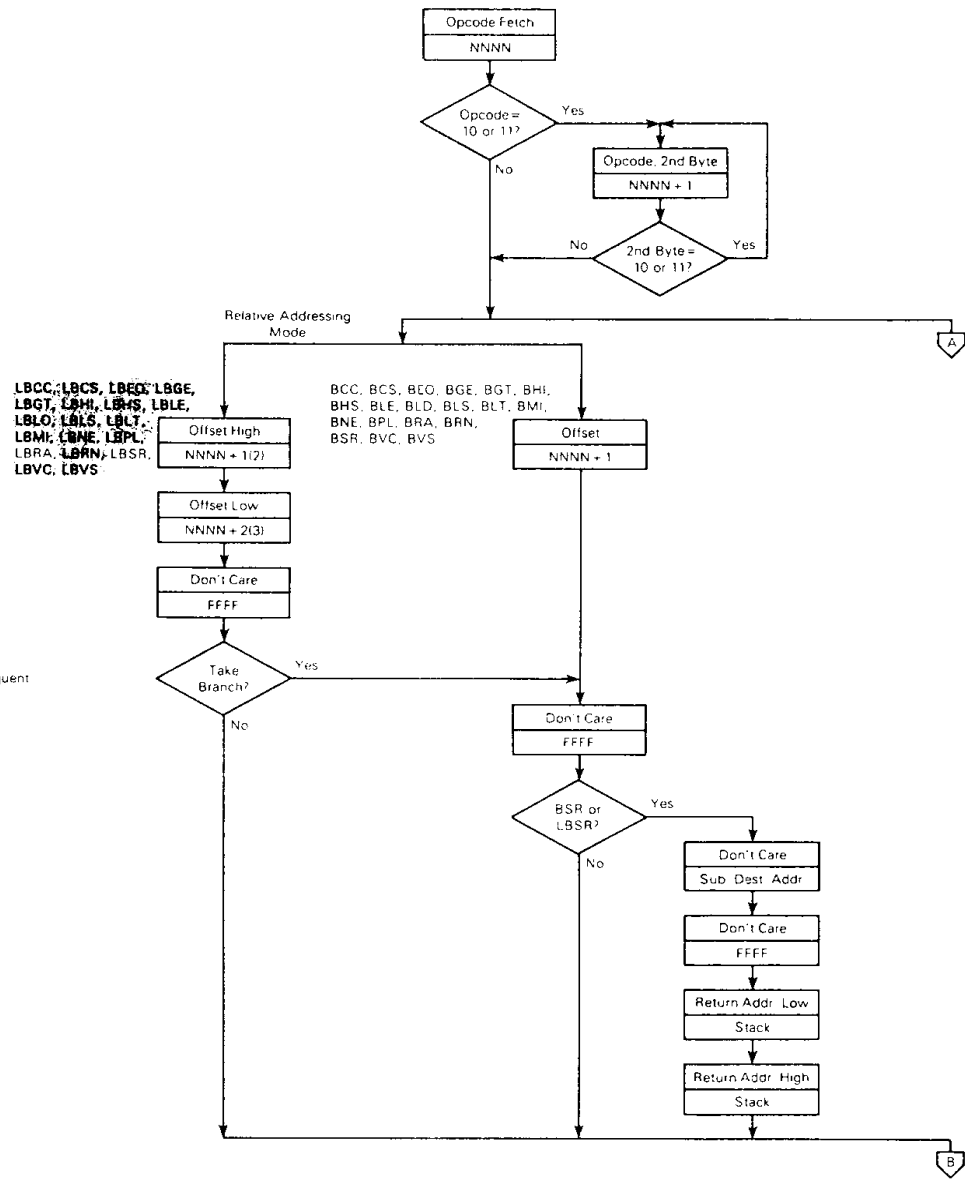 Opcode Fetch
NNNN
Opcode =
10 or 11?
Yes
No
Opcode, 2nd Byte
NNNN + 1
2nd Byte =
10 or 11?
No
Yes
Relative Addressing
Mode
A
LBCC, LBCS, LBEQ, LBGE,
LBGT, LBHI, LBHS, LBLE,
LBLO, LBLS, LBLT,
LBMI, LBNE, LBPL,
LBRA, LBRN, LBSR,
LBVC, LBVS
Offset High
NNNN + 1(2)
Offset Low
NNNN + 2(3)
Don't Care
FFFF
Take
Branch?
Yes
No
quent
BCC, BCS, BEQ, BGE, BGT, BHI,
BHS, BLE, BLO, BLS, BLT, BMI,
BNE, BPL, BRA, BRN,
BSR, BVC, BVS
Offset
NNNN + 1
Don't Care
FFFF
BSR or
LBSR?
Yes
No
Don't Care
Sub Dest Addr
Don't Care
FFFF
Return Addr Low
Stack
Return Addr High
Stack
B